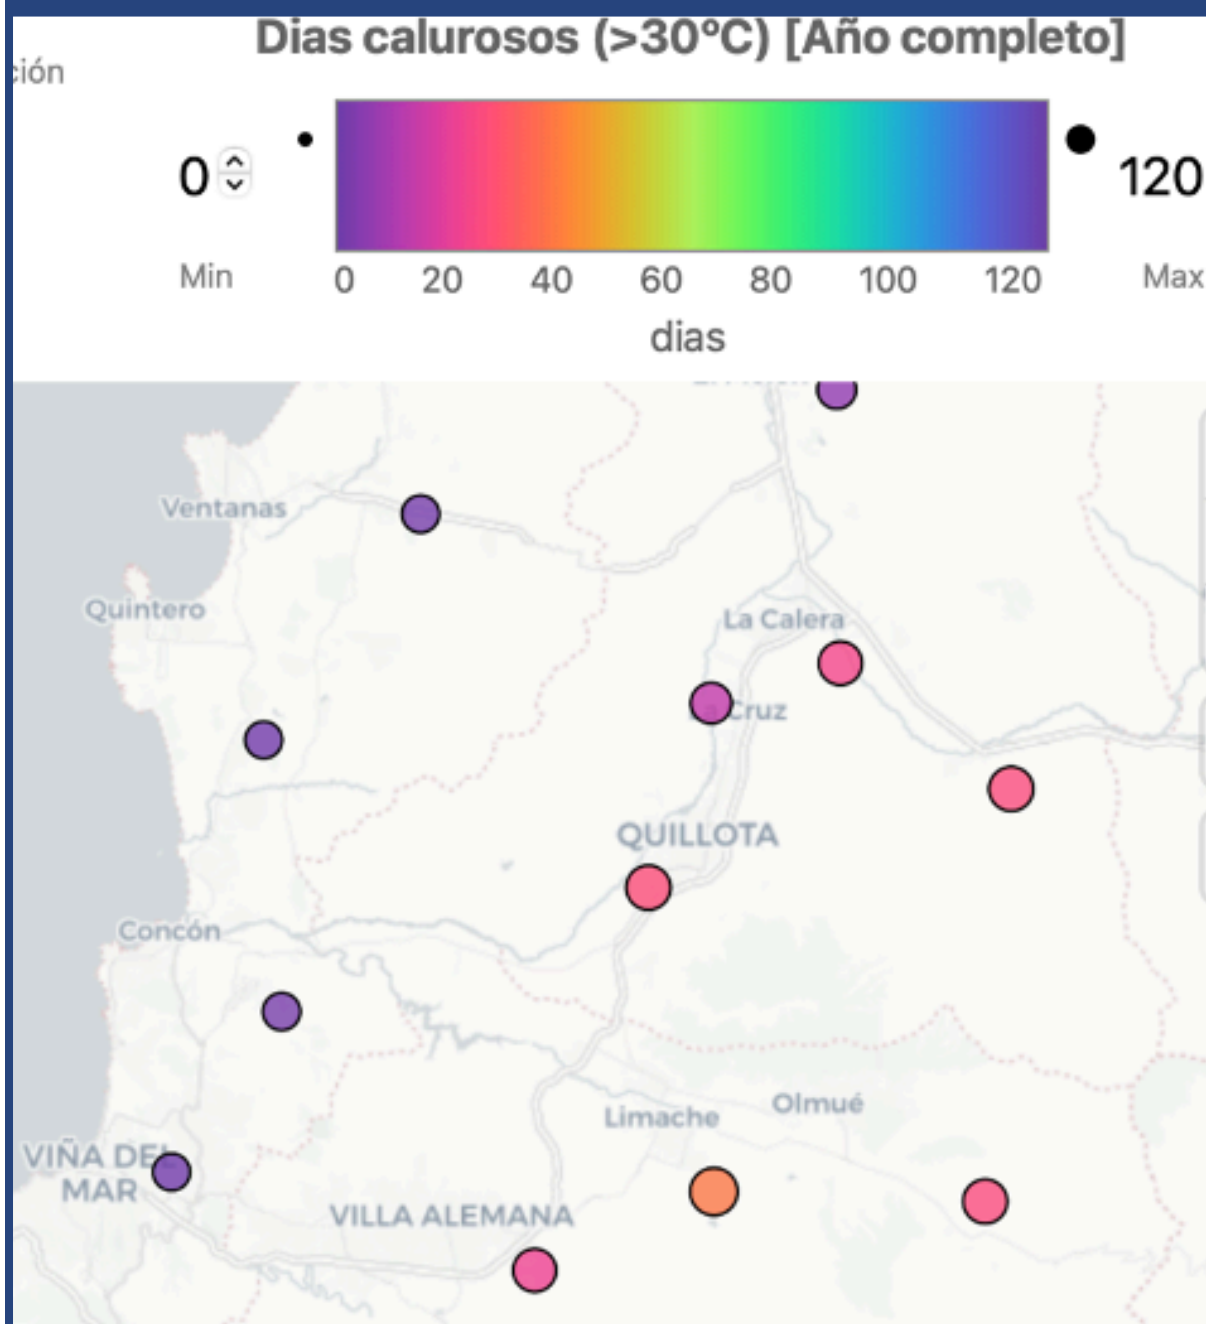 Dias calurosos (>30°C) [Año completo]
ción
0
120
Min
0 20 40 60 80 100 120
Max
dias
Ventanas
Quintero
La Calera
La Cruz
QUILLOTA
Concón
Olmué
Limache
VIÑA DEL
MAR
VILLA ALEMANA